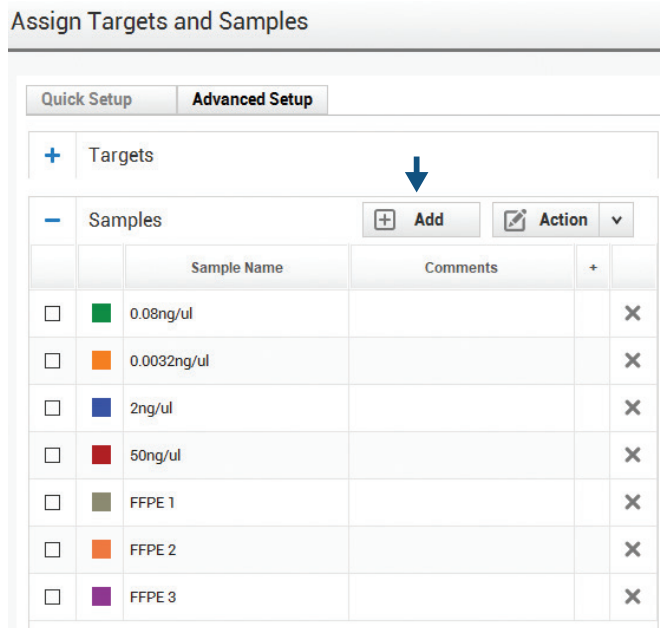 Assign Targets and Samples
Quick Setup Advanced Setup
+ Targets
− Samples + Add Action
Sample Name Comments +
0.08ng/ul
0.0032ng/ul
2ng/ul
50ng/ul
FFPE 1
FFPE 2
FFPE 3